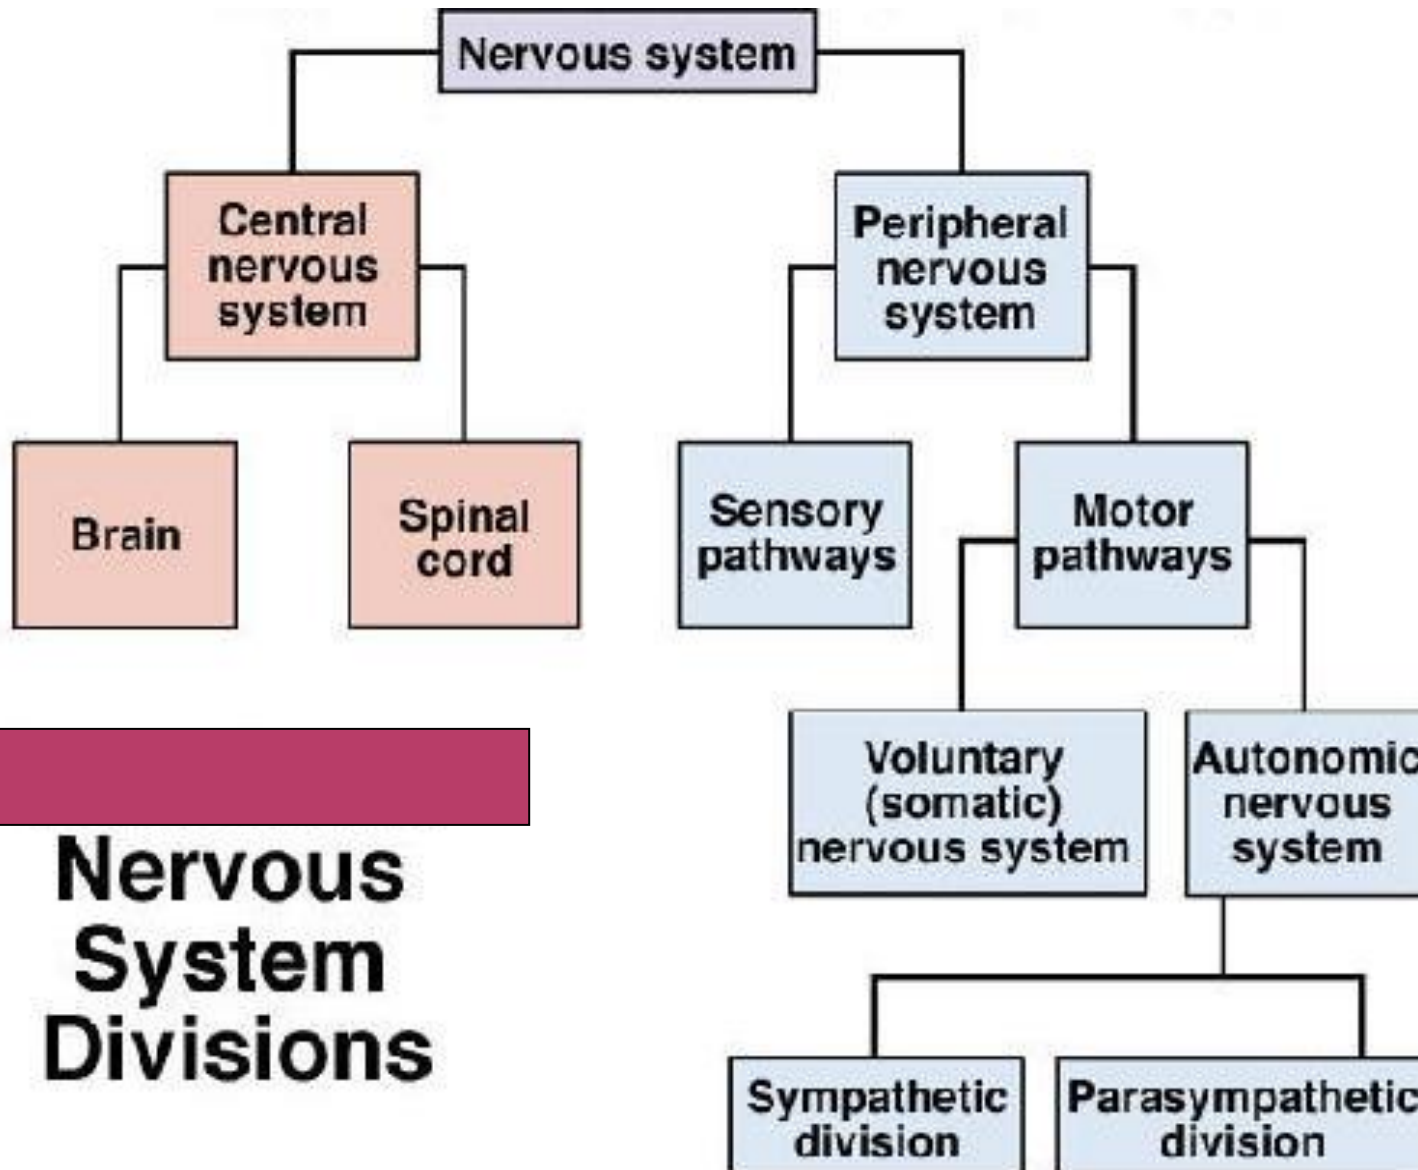 Nervous system
Central
nervous
system
Peripheral
nervous
system
Brain
Spinal
cord
Sensory
pathways
Motor
pathways
Voluntary
(somatic)
nervous system
Autonomic
nervous
system
Nervous
System
Divisions
Sympathetic
division
Parasympathetic
division